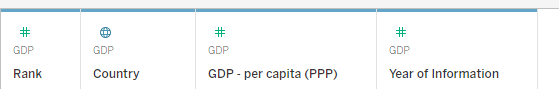 GDP GDP GDP GDP
Rank Country GDP - per capita (PPP) Year of Information